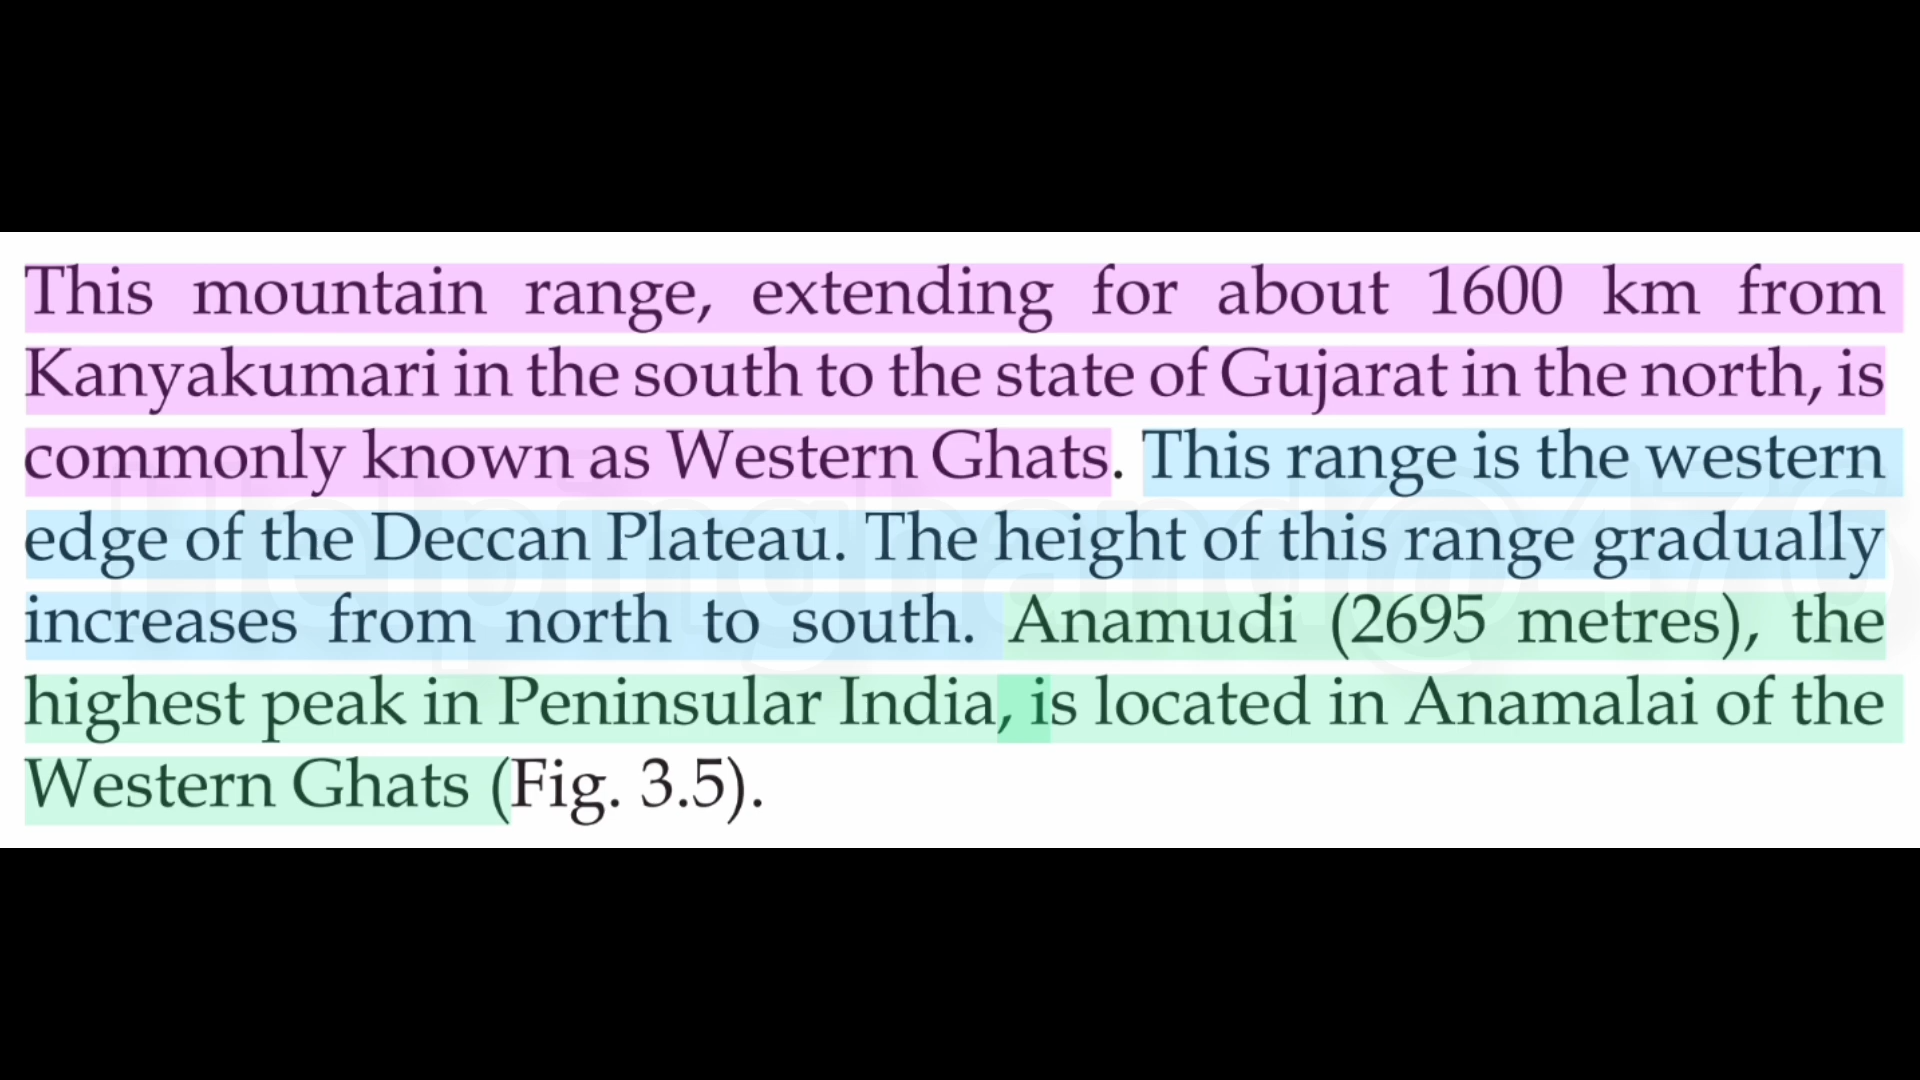 This mountain range, extending for about 1600 km from
Kanyakumari in the south to the state of Gujarat in the north, is
commonly known as Western Ghats. This range is the western
edge of the Deccan Plateau. The height of this range gradually
increases from north to south. Anamudi (2695 metres), the
highest peak in Peninsular India, is located in Anamalai of the
Western Ghats (Fig. 3.5).